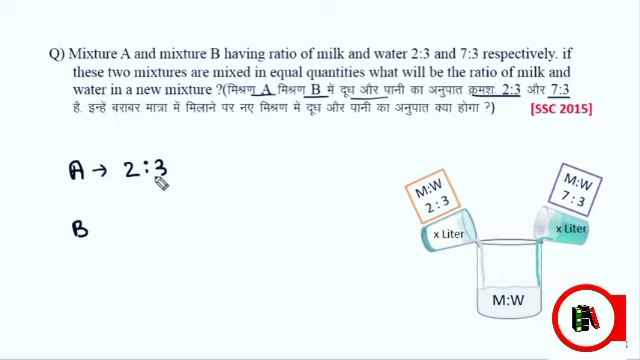 Q) Mixture A and mixture B having ratio of milk and water 2:3 and 7:3 respectively. if
these two mixtures are mixed in equal quantities what will be the ratio of milk and
water in a new mixture ?(मिश्रण A मिश्रण B में दूध और पानी का अनुपात क्रमशः 2:3 और 7:3
है. इन्हें बराबर मात्रा में मिलाने पर नए मिश्रण में दूध और पानी का अनुपात क्या होगा ?) [SSC 2015]
A → 2:3
B
M:W
2:3
x Liter
M:W
7:3
x Liter
M:W